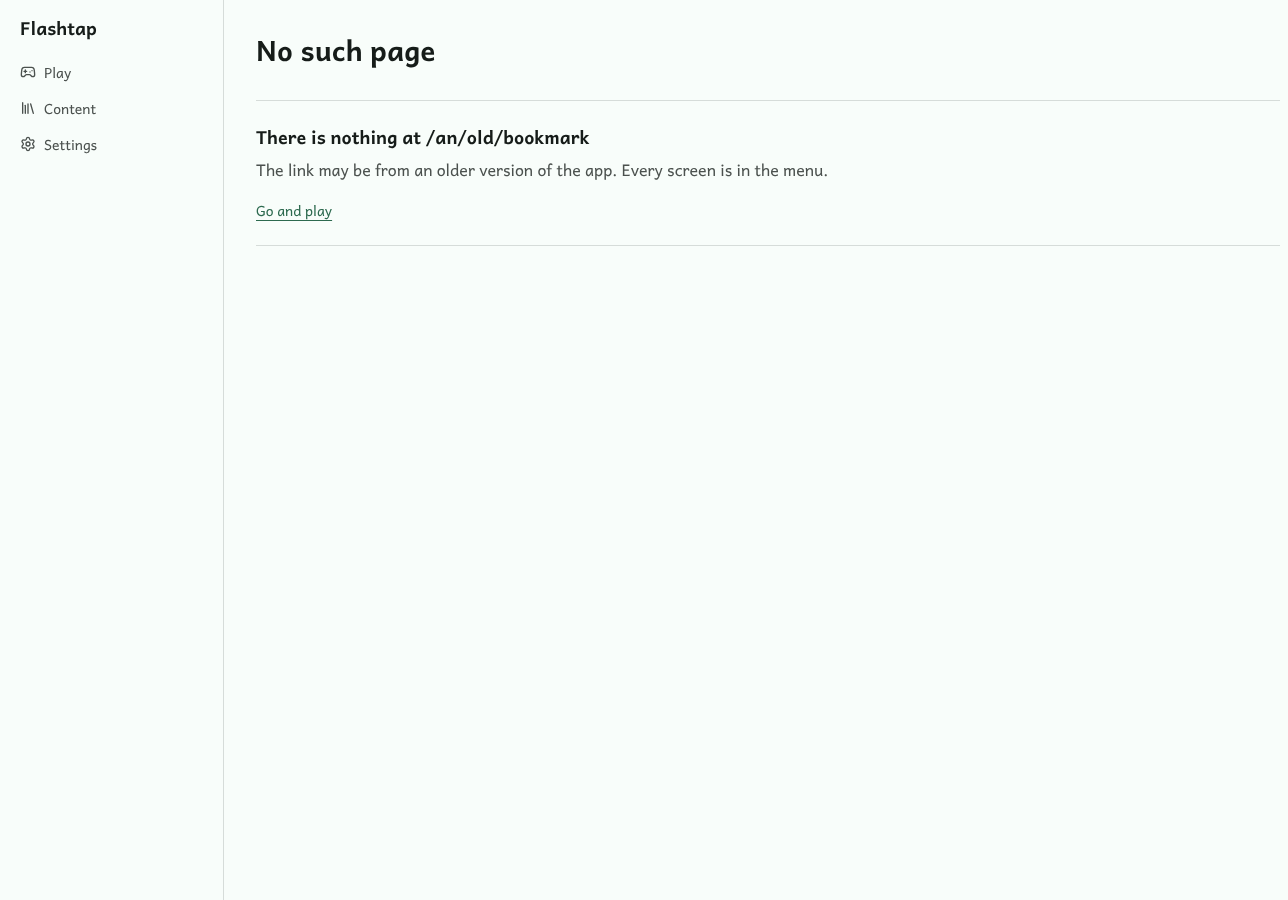 Flashtap
Play
Content
Settings
No such page
There is nothing at /an/old/bookmark
The link may be from an older version of the app. Every screen is in the menu.
Go and play